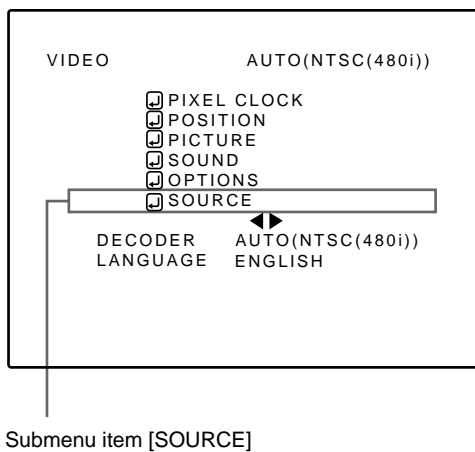 VIDEO AUTO(NTSC(480i))
PIXEL CLOCK
POSITION
PICTURE
SOUND
OPTIONS
SOURCE
DECODER AUTO(NTSC(480i))
LANGUAGE ENGLISH
Submenu item [SOURCE]